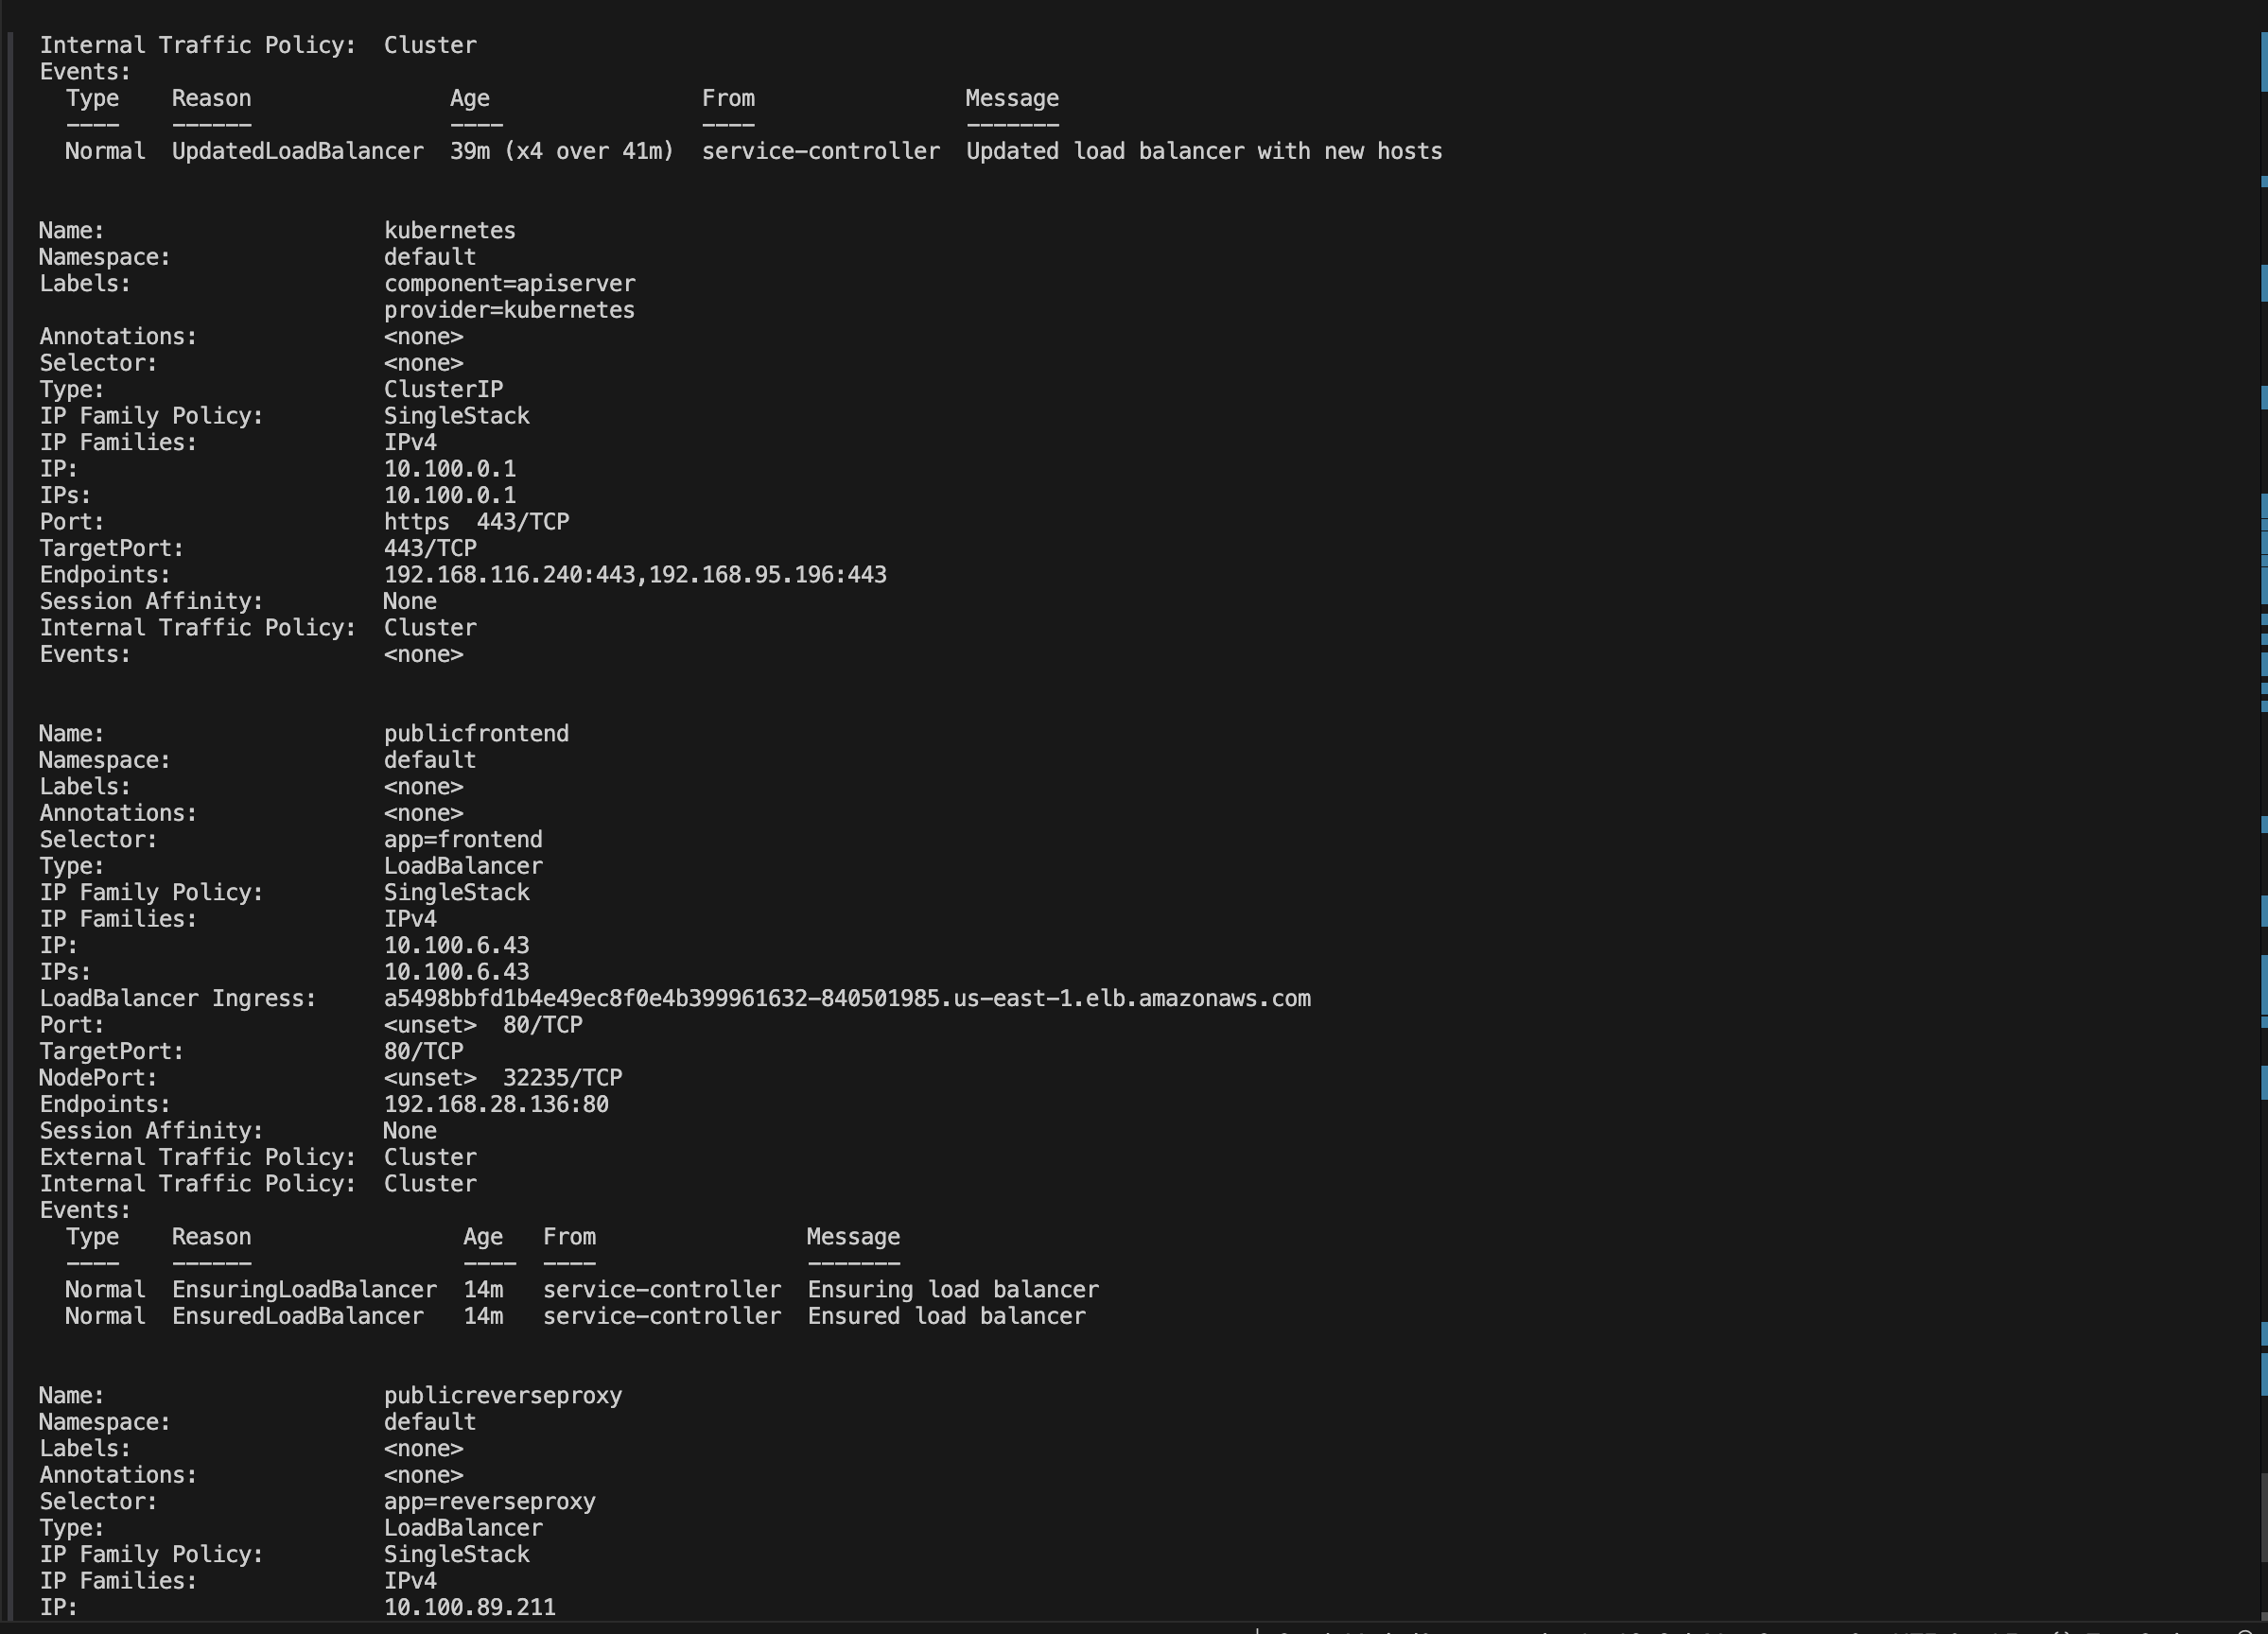 Internal Traffic Policy:  Cluster
Events:
  Type    Reason               Age                From                Message
  ----    ------               ----               ----                -------
  Normal  UpdatedLoadBalancer  39m (x4 over 41m)  service-controller  Updated load balancer with new hosts
Name:                     kubernetes
Namespace:                default
Labels:                   component=apiserver
                          provider=kubernetes
Annotations:              <none>
Selector:                 <none>
Type:                     ClusterIP
IP Family Policy:         SingleStack
IP Families:              IPv4
IP:                       10.100.0.1
IPs:                      10.100.0.1
Port:                     https  443/TCP
TargetPort:               443/TCP
Endpoints:                192.168.116.240:443,192.168.95.196:443
Session Affinity:         None
Internal Traffic Policy:  Cluster
Events:                   <none>
Name:                     publicfrontend
Namespace:                default
Labels:                   <none>
Annotations:              <none>
Selector:                 app=frontend
Type:                     LoadBalancer
IP Family Policy:         SingleStack
IP Families:              IPv4
IP:                       10.100.6.43
IPs:                      10.100.6.43
LoadBalancer Ingress:     a5498bbfd1b4e49ec8f0e4b399961632-840501985.us-east-1.elb.amazonaws.com
Port:                     <unset>  80/TCP
TargetPort:               80/TCP
NodePort:                 <unset>  32235/TCP
Endpoints:                192.168.28.136:80
Session Affinity:         None
External Traffic Policy:  Cluster
Internal Traffic Policy:  Cluster
Events:
  Type    Reason                Age   From                Message
  ----    ------                ----  ----                -------
  Normal  EnsuringLoadBalancer  14m   service-controller  Ensuring load balancer
  Normal  EnsuredLoadBalancer   14m   service-controller  Ensured load balancer
Name:                     publicreverseproxy
Namespace:                default
Labels:                   <none>
Annotations:              <none>
Selector:                 app=reverseproxy
Type:                     LoadBalancer
IP Family Policy:         SingleStack
IP Families:              IPv4
IP:                       10.100.89.211